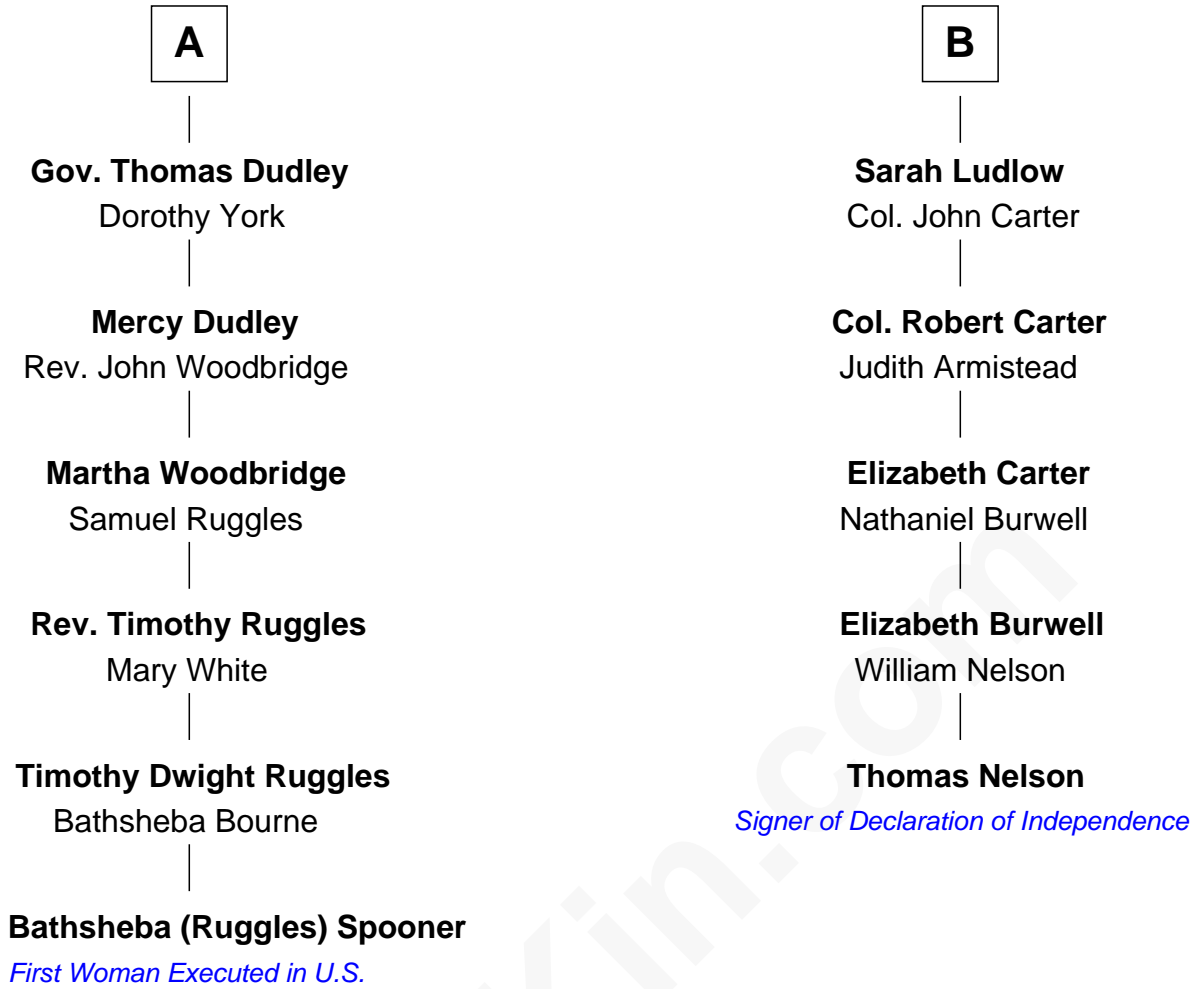 A
Gov. Thomas Dudley
Dorothy York
Mercy Dudley
Rev. John Woodbridge
Martha Woodbridge
Samuel Ruggles
Rev. Timothy Ruggles
Mary White
Timothy Dwight Ruggles
Bathsheba Bourne
Bathsheba (Ruggles) Spooner
First Woman Executed in U.S.
B
Sarah Ludlow
Col. John Carter
Col. Robert Carter
Judith Armistead
Elizabeth Carter
Nathaniel Burwell
Elizabeth Burwell
William Nelson
Thomas Nelson
Signer of Declaration of Independence
Kin.com